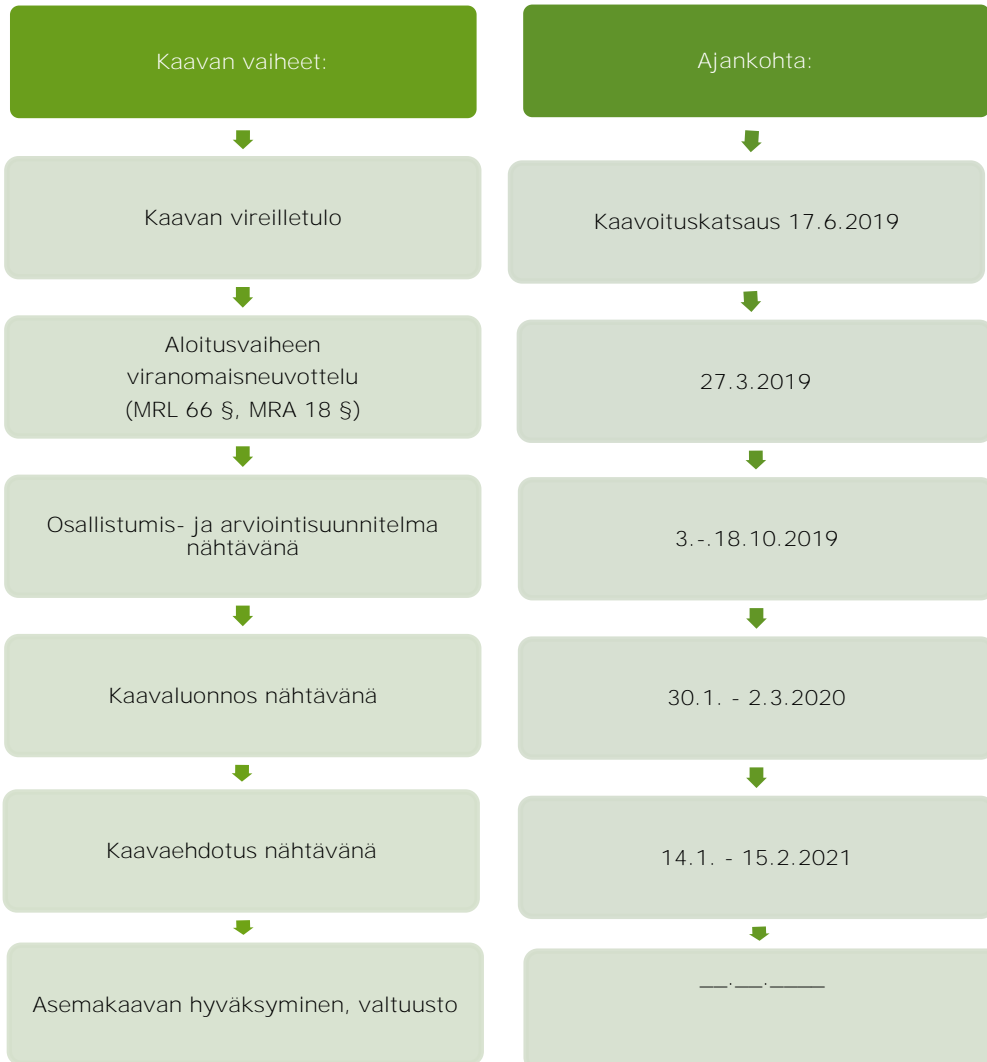 Kaavan vaiheet:
Ajankohta:
Kaavan vireilletulo
Kaavoituskatsaus 17.6.2019
Aloitusvaiheen
viranomaisneuvottelu
(MRL 66 §, MRA 18 §)
27.3.2019
Osallistumis- ja arviointisuunnitelma
nähtävänä
3.-.18.10.2019
Kaavaluonnos nähtävänä
30.1. - 2.3.2020
Kaavaehdotus nähtävänä
14.1. - 15.2.2021
Asemakaavan hyväksyminen, valtuusto
__.__.____